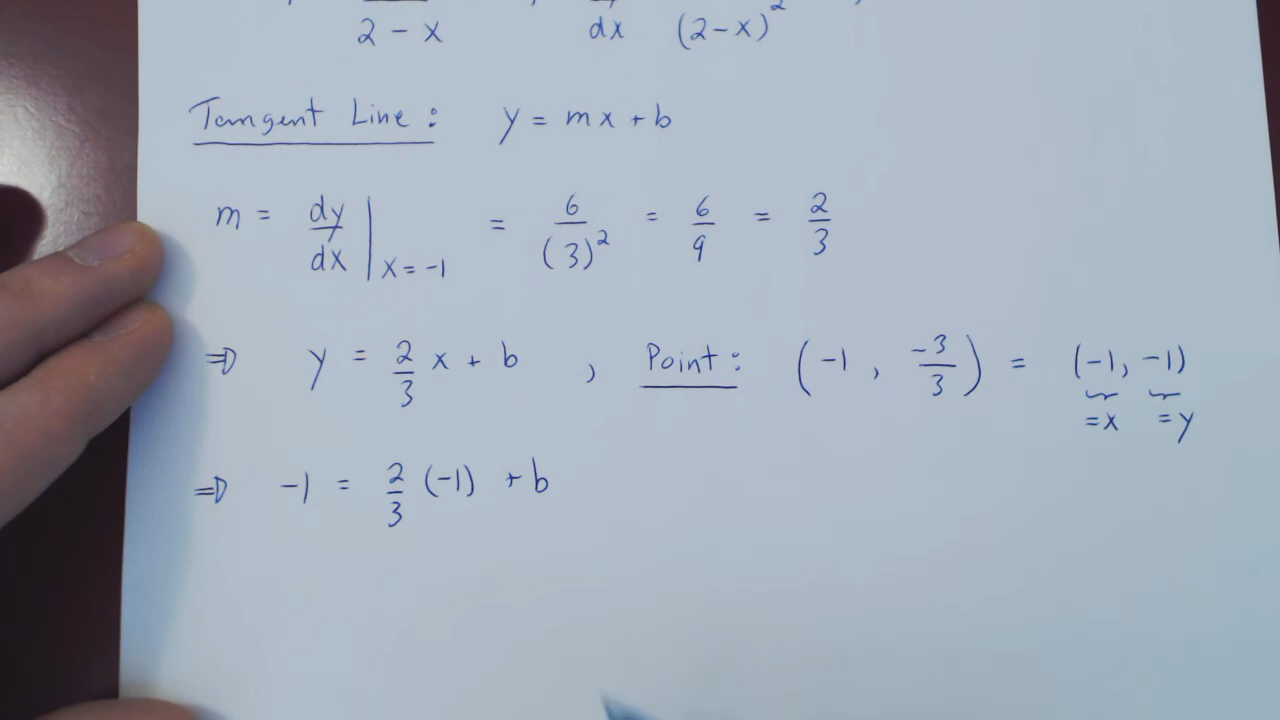 2 - x dx (2-x)^2
Tangent Line: y = mx + b
m = dy/dx |x=-1 = 6/(3)^2 = 6/9 = 2/3
⇒ y = 2/3 x + b , Point: (-1, -3/3) = (-1, -1)
=x =y
⇒ -1 = 2/3 (-1) + b